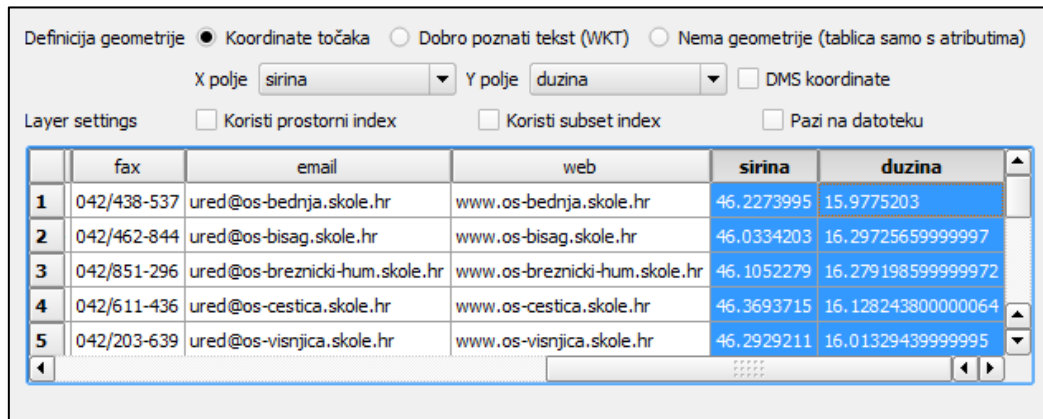 Definicija geometrije Koordinate točaka Dobro poznati tekst (WKT) Nema geometrije (tablica samo s atributima)
X polje sirina Y polje duzina DMS koordinate
Layer settings Koristi prostorni index Koristi subset index Pazi na datoteku
fax email web sirina duzina
1 042/438-537 ured@os-bednja.skole.hr www.os-bednja.skole.hr 46.2273995 15.9775203
2 042/462-844 ured@os-bisag.skole.hr www.os-bisag.skole.hr 46.0334203 16.29725659999997
3 042/851-296 ured@os-breznicki-hum.skole.hr www.os-breznicki-hum.skole.hr 46.1052279 16.279198599999972
4 042/611-436 ured@os-cestica.skole.hr www.os-cestica.skole.hr 46.3693715 16.128243800000064
5 042/203-639 ured@os-visnjica.skole.hr www.os-visnjica.skole.hr 46.2929211 16.01329439999995